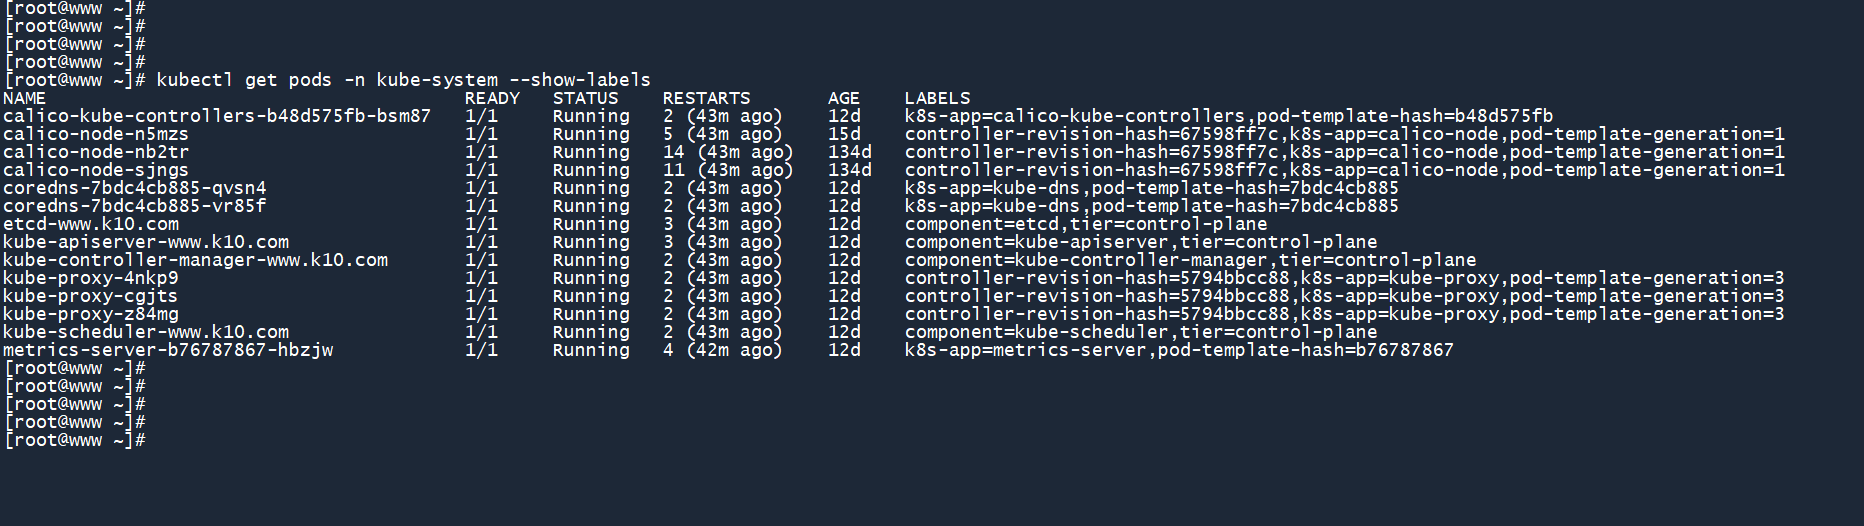 [root@www ~]#
[root@www ~]#
[root@www ~]#
[root@www ~]#
[root@www ~]# kubectl get pods -n kube-system --show-labels
NAME                                      READY   STATUS    RESTARTS       AGE    LABELS
calico-kube-controllers-b48d575fb-bsm87   1/1     Running   2 (43m ago)    12d    k8s-app=calico-kube-controllers,pod-template-hash=b48d575fb
calico-node-n5mzs                         1/1     Running   5 (43m ago)    15d    controller-revision-hash=67598ff7c,k8s-app=calico-node,pod-template-generation=1
calico-node-nb2tr                         1/1     Running   14 (43m ago)   134d   controller-revision-hash=67598ff7c,k8s-app=calico-node,pod-template-generation=1
calico-node-sjngs                         1/1     Running   11 (43m ago)   134d   controller-revision-hash=67598ff7c,k8s-app=calico-node,pod-template-generation=1
coredns-7bdc4cb885-qvsn4                  1/1     Running   2 (43m ago)    12d    k8s-app=kube-dns,pod-template-hash=7bdc4cb885
coredns-7bdc4cb885-vr85f                  1/1     Running   2 (43m ago)    12d    k8s-app=kube-dns,pod-template-hash=7bdc4cb885
etcd-www.k10.com                          1/1     Running   3 (43m ago)    12d    component=etcd,tier=control-plane
kube-apiserver-www.k10.com                1/1     Running   3 (43m ago)    12d    component=kube-apiserver,tier=control-plane
kube-controller-manager-www.k10.com       1/1     Running   2 (43m ago)    12d    component=kube-controller-manager,tier=control-plane
kube-proxy-4nkp9                          1/1     Running   2 (43m ago)    12d    controller-revision-hash=5794bbcc88,k8s-app=kube-proxy,pod-template-generation=3
kube-proxy-cgjts                          1/1     Running   2 (43m ago)    12d    controller-revision-hash=5794bbcc88,k8s-app=kube-proxy,pod-template-generation=3
kube-proxy-z84mg                          1/1     Running   2 (43m ago)    12d    controller-revision-hash=5794bbcc88,k8s-app=kube-proxy,pod-template-generation=3
kube-scheduler-www.k10.com                1/1     Running   2 (43m ago)    12d    component=kube-scheduler,tier=control-plane
metrics-server-b76787867-hbzjw            1/1     Running   4 (42m ago)    12d    k8s-app=metrics-server,pod-template-hash=b76787867
[root@www ~]#
[root@www ~]#
[root@www ~]#
[root@www ~]#
[root@www ~]#